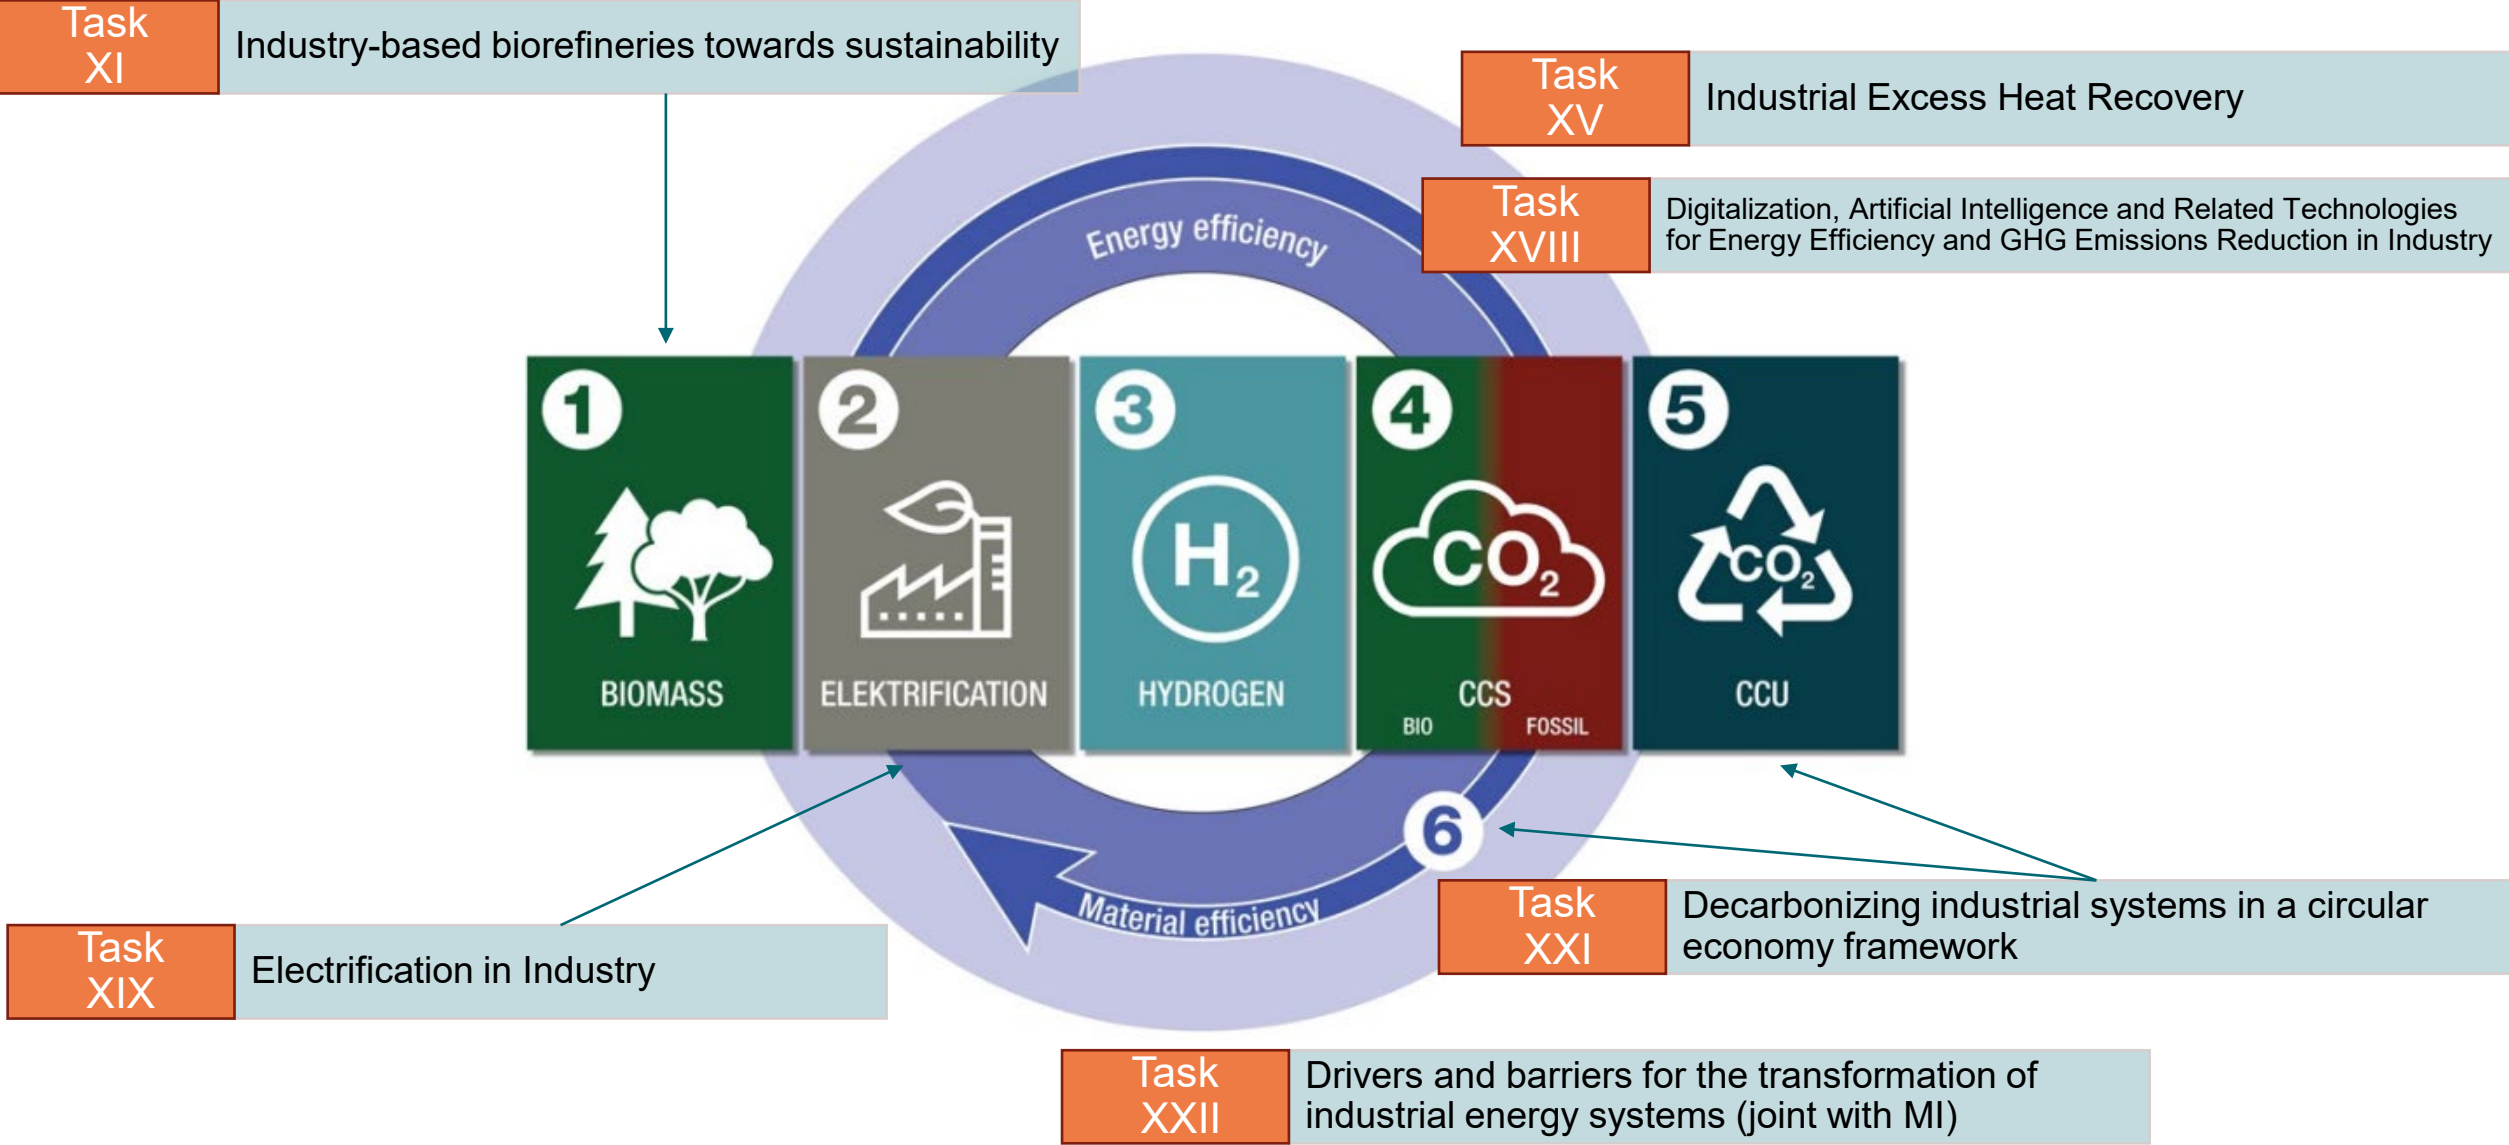 Task
XI
Industry-based biorefineries towards sustainability
Task
XV
Industrial Excess Heat Recovery
Task
XVIII
Digitalization, Artificial Intelligence and Related Technologies
for Energy Efficiency and GHG Emissions Reduction in Industry
Energy efficiency
1
BIOMASS
2
ELEKTRIFICATION
3
H2
HYDROGEN
4
CO2
CCS
BIO
FOSSIL
5
CO2
CCU
6
Material efficiency
Task
XXI
Decarbonizing industrial systems in a circular
economy framework
Task
XIX
Electrification in Industry
Task
XXII
Drivers and barriers for the transformation of
industrial energy systems (joint with MI)